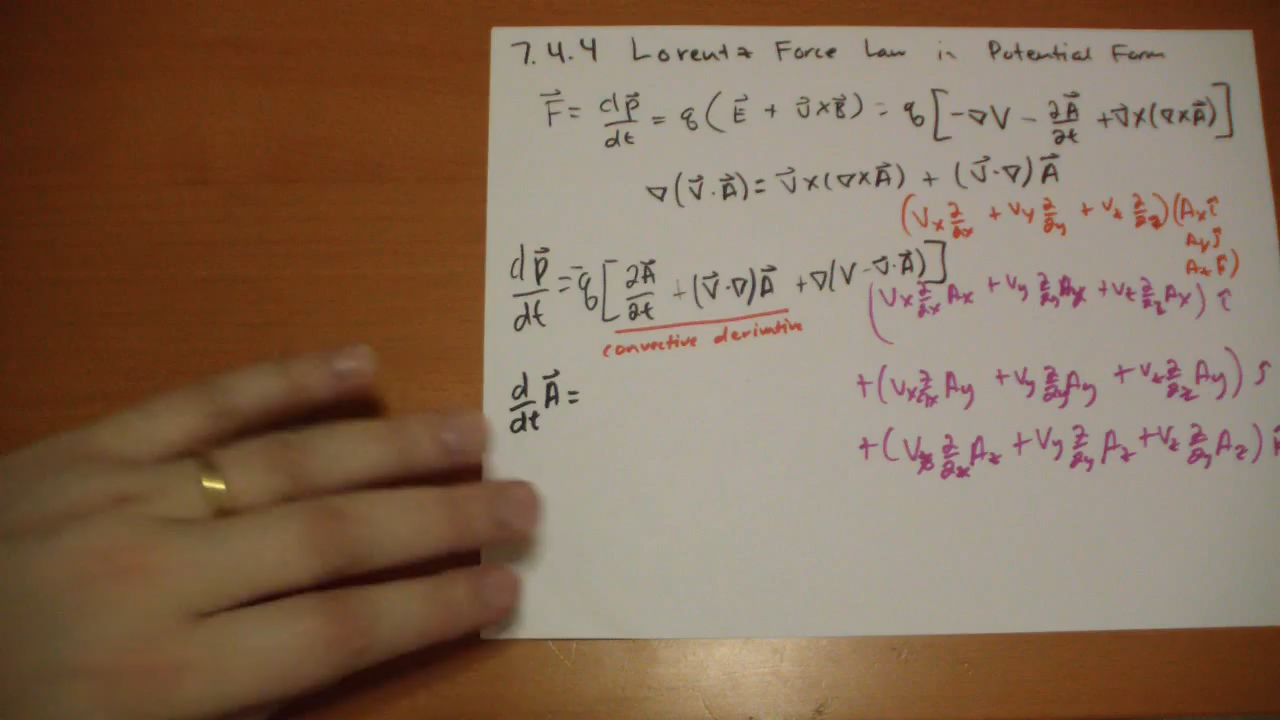 7.4.4 Lorentz Force Law in Potential Form
F⃗ = dp⃗/dt = q(E⃗ + v⃗×B⃗) = q[-∇V - ∂A⃗/∂t + v⃗×(∇×A⃗)]
∇(v⃗·A⃗) = v⃗×(∇×A⃗) + (v⃗·∇)A⃗
(Vx ∂/∂x + Vy ∂/∂y + Vz ∂/∂z)(Ax î
Ay ĵ
Az k̂)
dp⃗/dt = -q[∂A⃗/∂t + (v⃗·∇)A⃗ + ∇(V - v⃗·A⃗)]
convective derivative
(Vx ∂/∂x Ax + Vy ∂/∂y Ax + Vz ∂/∂z Ax) î
d/dt A⃗ =
+(Vx ∂/∂x Ay + Vy ∂/∂y Ay + Vz ∂/∂z Ay) ĵ
+(Vx ∂/∂x Az + Vy ∂/∂y Az + Vz ∂/∂y Az) k̂